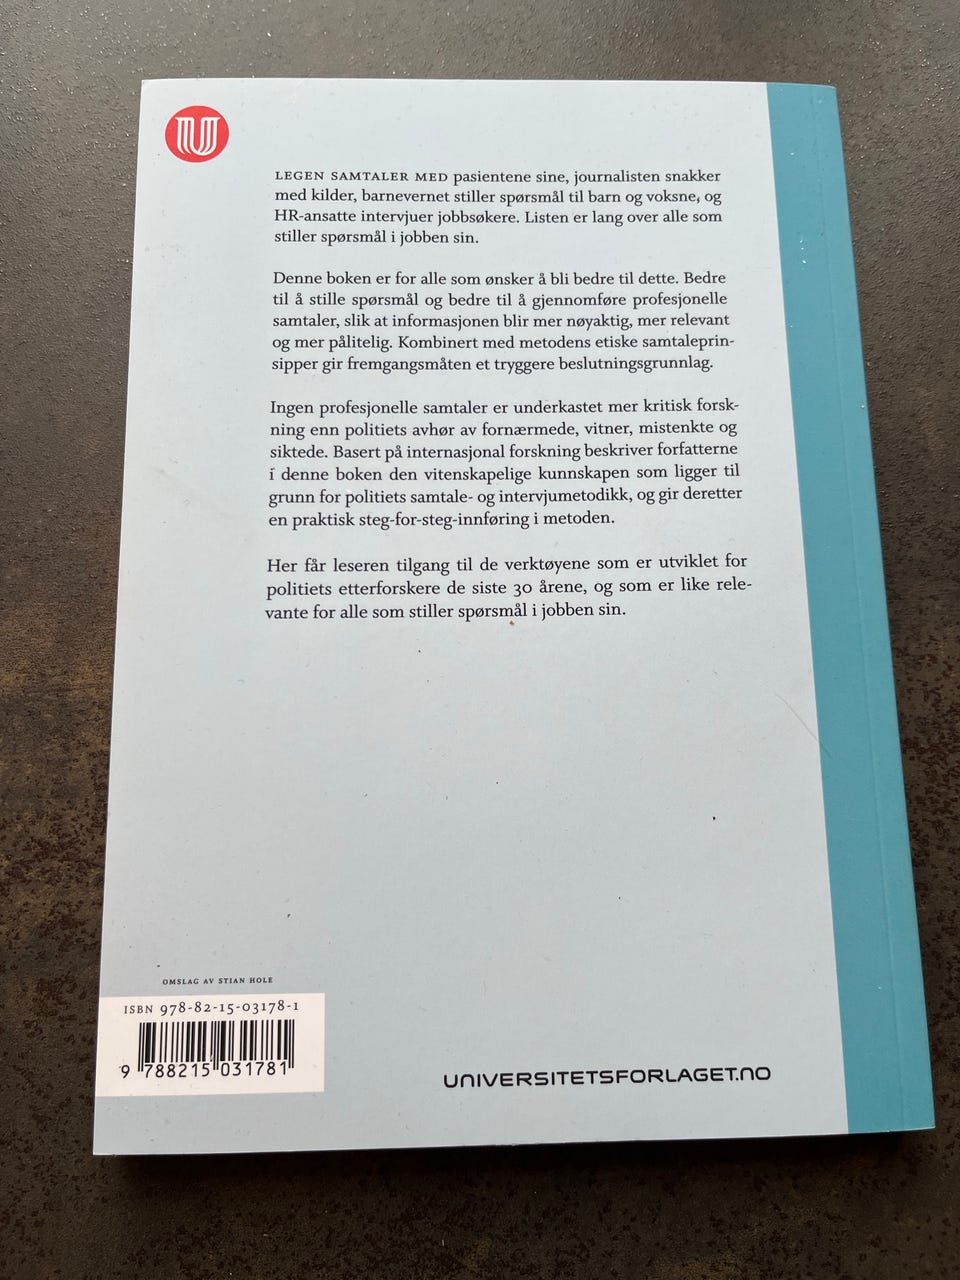 U
LEGEN SAMTALER MED pasientene sine, journalisten snakker
med kilder, barnevernet stiller spørsmål til barn og voksne, og
HR-ansatte intervjuer jobbsøkere. Listen er lang over alle som
stiller spørsmål i jobben sin.
Denne boken er for alle som ønsker å bli bedre til dette. Bedre
til å stille spørsmål og bedre til å gjennomføre profesjonelle
samtaler, slik at informasjonen blir mer nøyaktig, mer relevant
og mer pålitelig. Kombinert med metodens etiske samtaleprin-
sipper gir fremgangsmåten et tryggere beslutningsgrunnlag.
Ingen profesjonelle samtaler er underkastet mer kritisk forsk-
ning enn politiets avhør av fornærmede, vitner, mistenkte og
siktede. Basert på internasjonal forskning beskriver forfatterne
i denne boken den vitenskapelige kunnskapen som ligger til
grunn for politiets samtale- og intervjumetodikk, og gir deretter
en praktisk steg-for-steg-innføring i metoden.
Her får leseren tilgang til de verktøyene som er utviklet for
politiets etterforskere de siste 30 årene, og som er like rele-
vante for alle som stiller spørsmål i jobben sin.
OMSLAG AV STIAN HOLE
ISBN 978-82-15-03178-1
9 788215 031781
UNIVERSITETSFORLAGET.NO